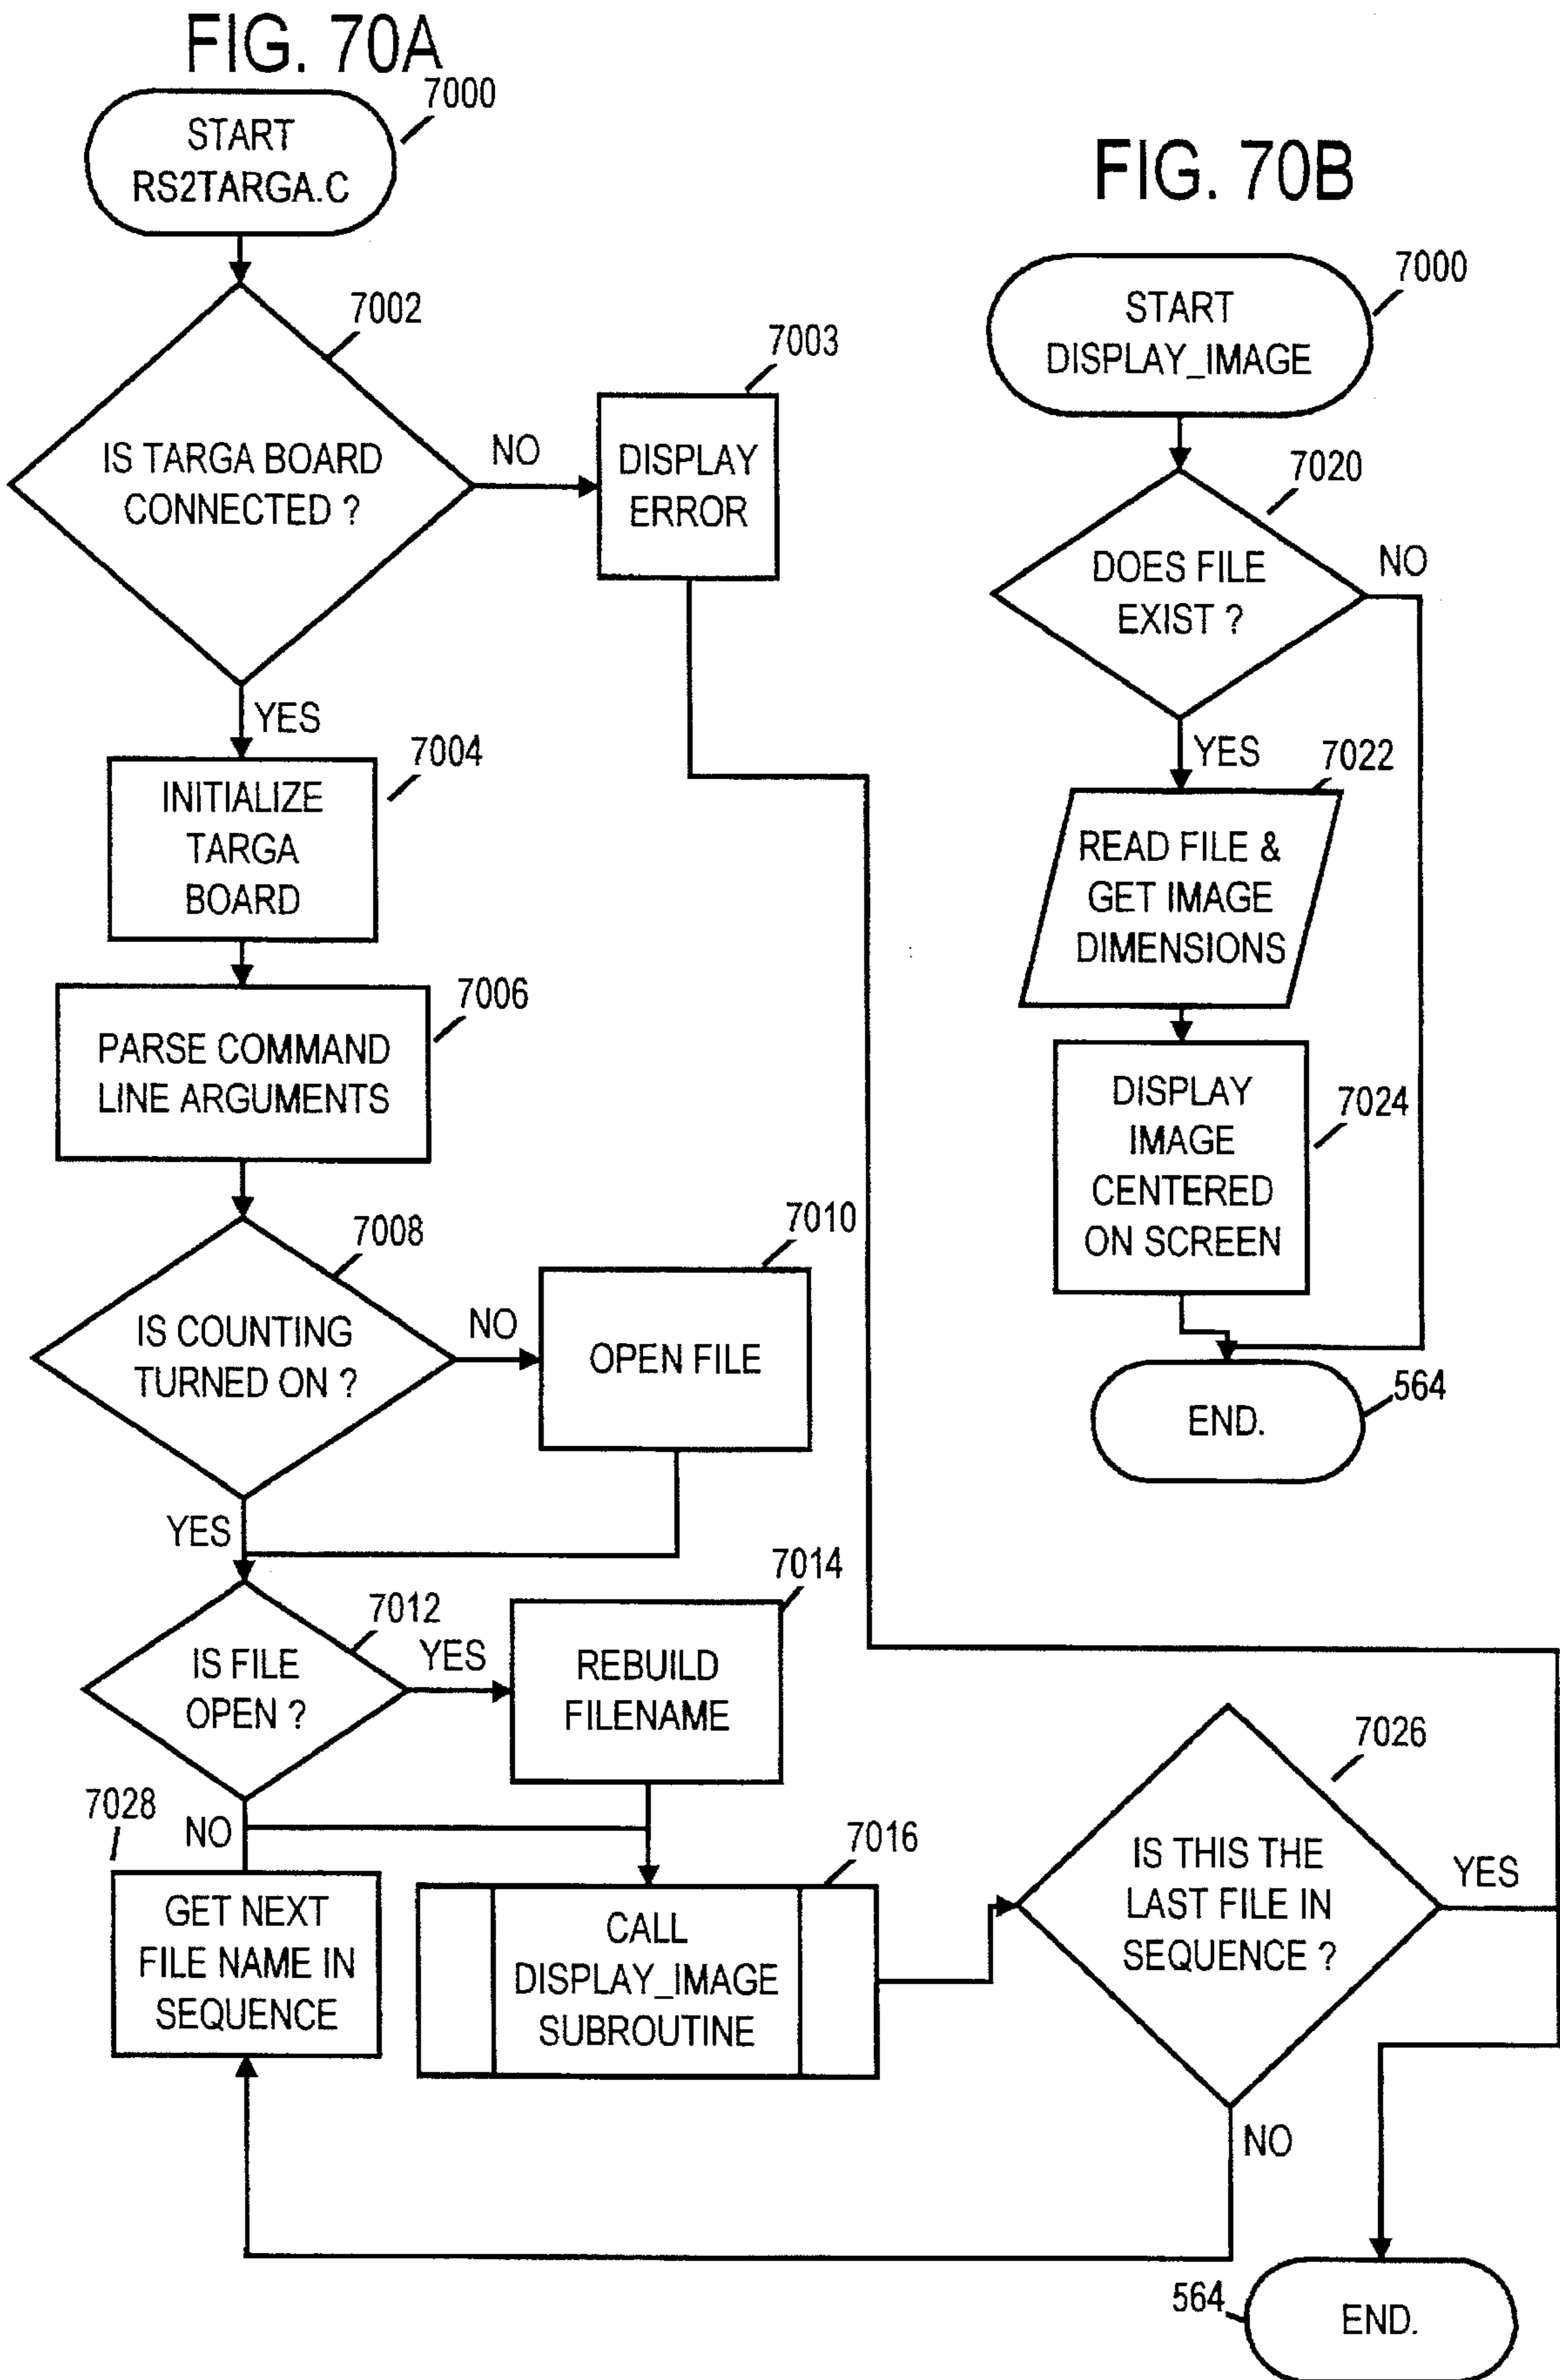 FIG. 70A
7000
START
RS2TARGA.C
7002
IS TARGA BOARD
CONNECTED ?
NO
7003
DISPLAY
ERROR
YES
7004
INITIALIZE
TARGA
BOARD
7006
PARSE COMMAND
LINE ARGUMENTS
7008
IS COUNTING
TURNED ON ?
NO
7010
OPEN FILE
YES
7012
IS FILE
OPEN ?
YES
7014
REBUILD
FILENAME
NO
7028
GET NEXT
FILE NAME IN
SEQUENCE
7016
CALL
DISPLAY_IMAGE
SUBROUTINE
7026
IS THIS THE
LAST FILE IN
SEQUENCE ?
YES
NO
564
END.
FIG. 70B
7000
START
DISPLAY_IMAGE
7020
DOES FILE
EXIST ?
NO
YES
7022
READ FILE &
GET IMAGE
DIMENSIONS
7024
DISPLAY
IMAGE
CENTERED
ON SCREEN
564
END.